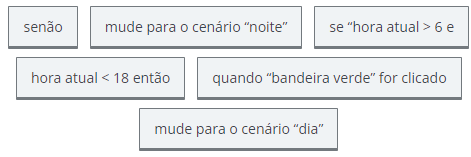 senão
mude para o cenário “noite”
se “hora atual > 6 e
hora atual < 18 então
quando “bandeira verde” for clicado
mude para o cenário “dia”